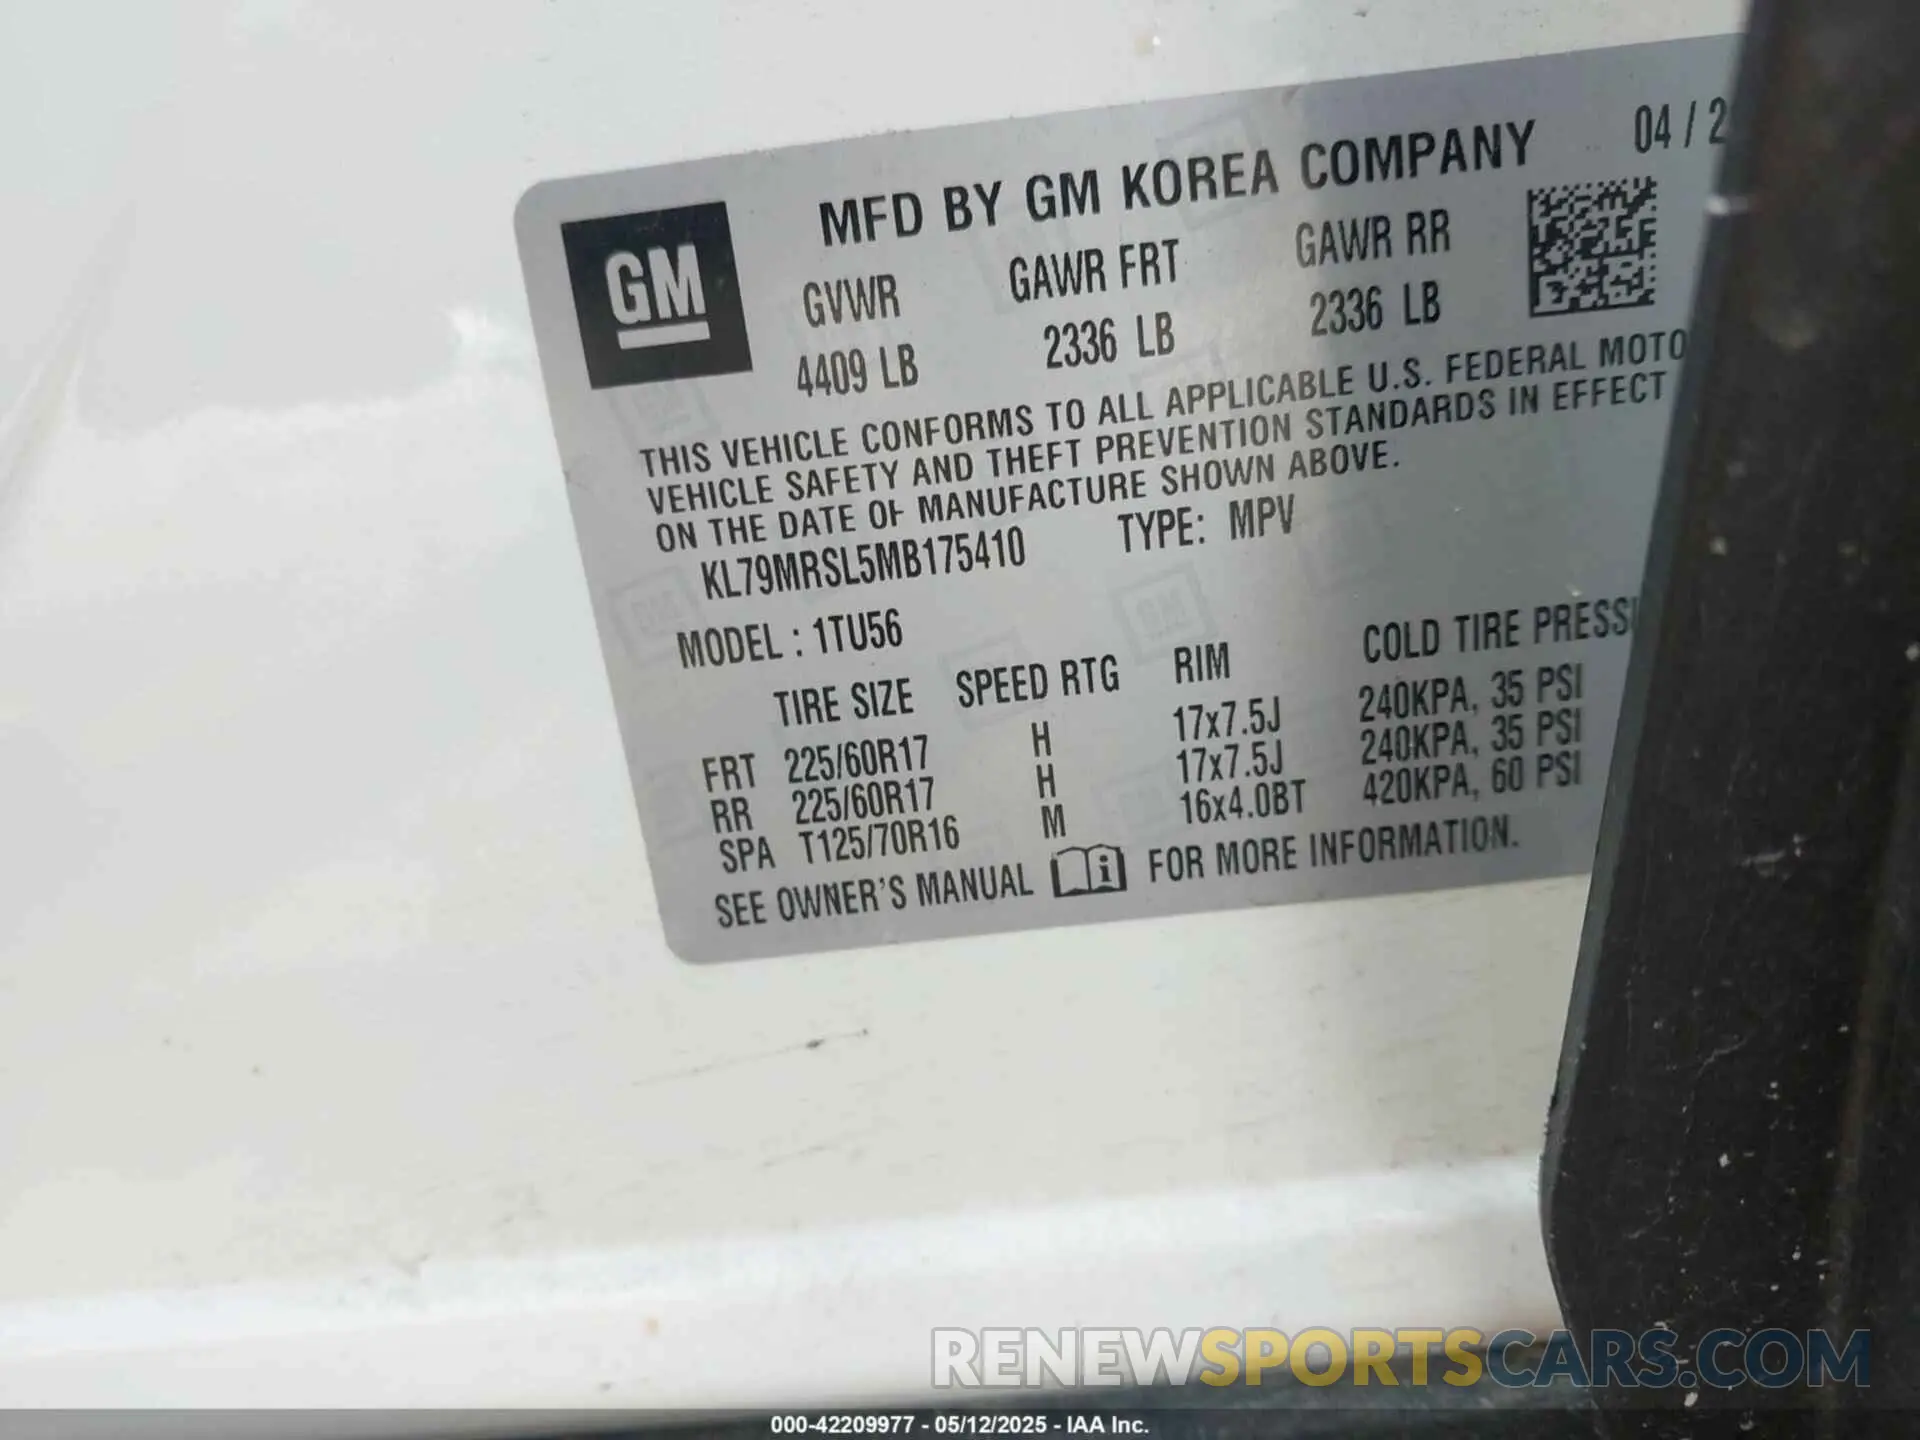 MFD BY GM KOREA COMPANY 04 / 2
GM
GVWR GAWR FRT GAWR RR
4409 LB 2336 LB 2336 LB
THIS VEHICLE CONFORMS TO ALL APPLICABLE U.S. FEDERAL MOTO
VEHICLE SAFETY AND THEFT PREVENTION STANDARDS IN EFFECT
ON THE DATE OF MANUFACTURE SHOWN ABOVE.
KL79MRSL5MB175410 TYPE: MPV
MODEL : 1TU56
TIRE SIZE SPEED RTG RIM COLD TIRE PRESS
FRT 225/60R17 H 17x7.5J 240KPA, 35 PSI
RR 225/60R17 H 17x7.5J 240KPA, 35 PSI
SPA T125/70R16 M 16x4.0BT 420KPA, 60 PSI
SEE OWNER'S MANUAL i FOR MORE INFORMATION.
RENEWSPORTSCARS.COM
000-42209977 - 05/12/2025 - IAA Inc.